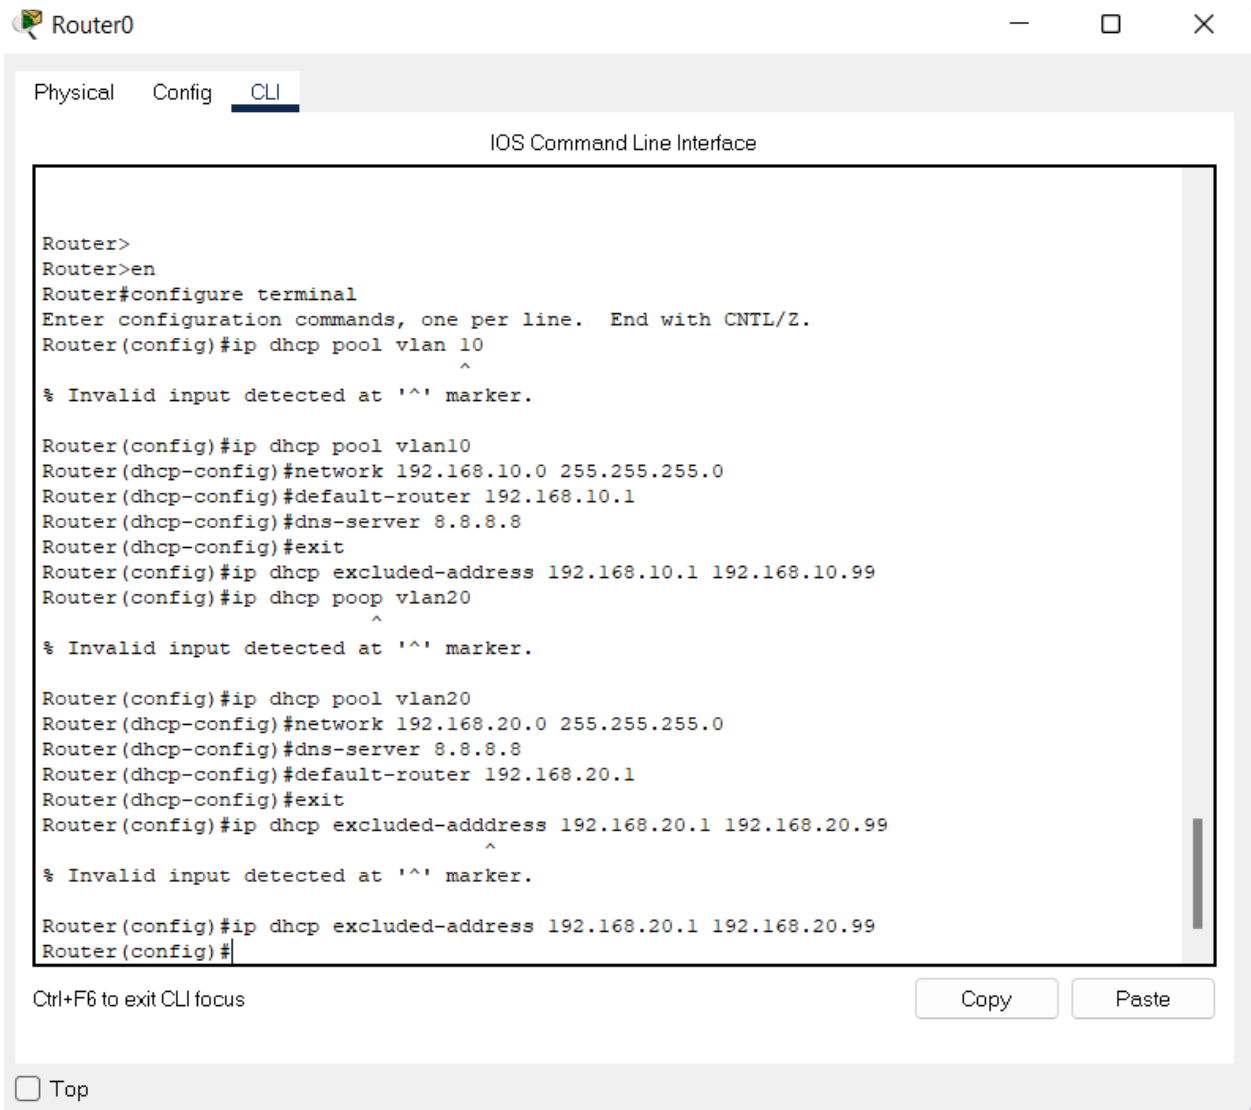 Router0
Physical Config CLI
IOS Command Line Interface
Router>
Router>en
Router#configure terminal
Enter configuration commands, one per line.  End with CNTL/Z.
Router(config)#ip dhcp pool vlan 10
^
% Invalid input detected at '^' marker.
Router(config)#ip dhcp pool vlan10
Router(dhcp-config)#network 192.168.10.0 255.255.255.0
Router(dhcp-config)#default-router 192.168.10.1
Router(dhcp-config)#dns-server 8.8.8.8
Router(dhcp-config)#exit
Router(config)#ip dhcp excluded-address 192.168.10.1 192.168.10.99
Router(config)#ip dhcp poop vlan20
^
% Invalid input detected at '^' marker.
Router(config)#ip dhcp pool vlan20
Router(dhcp-config)#network 192.168.20.0 255.255.255.0
Router(dhcp-config)#dns-server 8.8.8.8
Router(dhcp-config)#default-router 192.168.20.1
Router(dhcp-config)#exit
Router(config)#ip dhcp excluded-adddress 192.168.20.1 192.168.20.99
^
% Invalid input detected at '^' marker.
Router(config)#ip dhcp excluded-address 192.168.20.1 192.168.20.99
Router(config)#
Ctrl+F6 to exit CLI focus
Copy Paste
Top